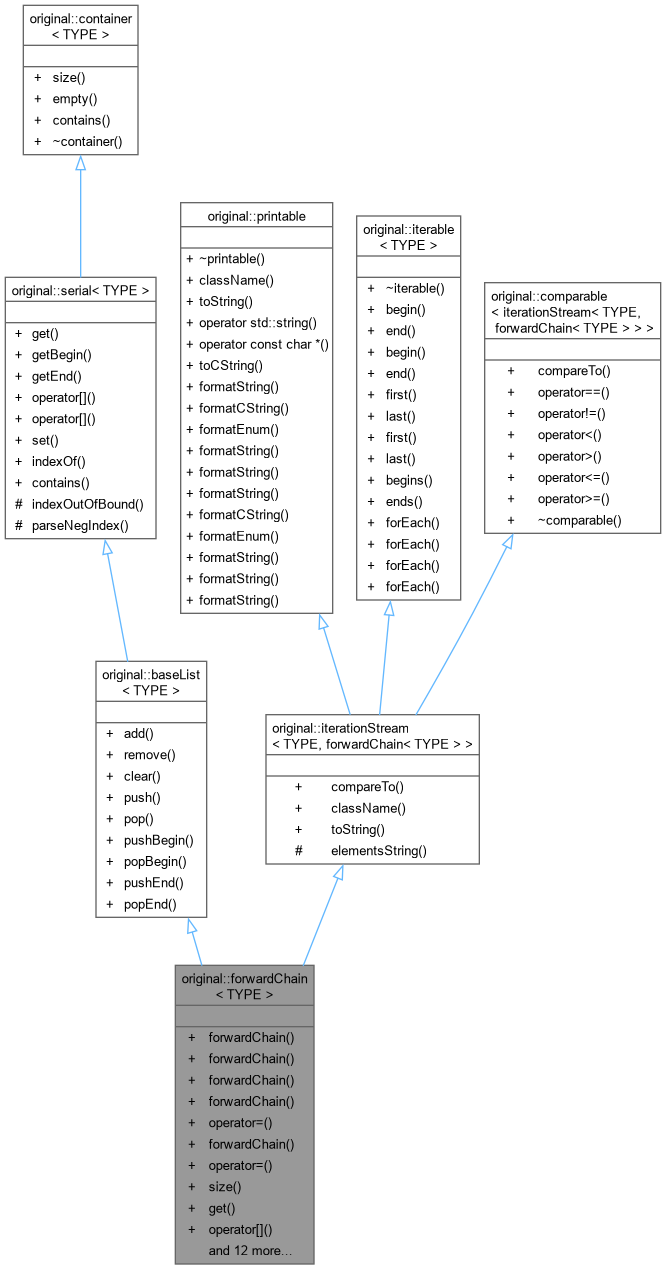 original::container
< TYPE >
+ size()
+ empty()
+ contains()
+ ~container()
original::serial< TYPE >
+ get()
+ getBegin()
+ getEnd()
+ operator[]()
+ operator[]()
+ set()
+ indexOf()
+ contains()
# indexOutOfBound()
# parseNegIndex()
original::printable
+ ~printable()
+ className()
+ toString()
+ operator std::string()
+ operator const char *()
+ toCString()
+ formatString()
+ formatCString()
+ formatEnum()
+ formatString()
+ formatString()
+ formatString()
+ formatCString()
+ formatEnum()
+ formatString()
+ formatString()
+ formatString()
original::iterable
< TYPE >
+ ~iterable()
+ begin()
+ end()
+ begin()
+ end()
+ first()
+ last()
+ first()
+ last()
+ begins()
+ ends()
+ forEach()
+ forEach()
+ forEach()
+ forEach()
original::comparable
< iterationStream< TYPE,
forwardChain< TYPE > > >
+ compareTo()
+ operator==()
+ operator!=()
+ operator<()
+ operator>()
+ operator<=()
+ operator>=()
+ ~comparable()
original::baseList
< TYPE >
+ add()
+ remove()
+ clear()
+ push()
+ pop()
+ pushBegin()
+ popBegin()
+ pushEnd()
+ popEnd()
original::iterationStream
< TYPE, forwardChain< TYPE > >
+ compareTo()
+ className()
+ toString()
# elementsString()
original::forwardChain
< TYPE >
+ forwardChain()
+ forwardChain()
+ forwardChain()
+ forwardChain()
+ operator=()
+ forwardChain()
+ operator=()
+ size()
+ get()
+ operator[]()
and 12 more...